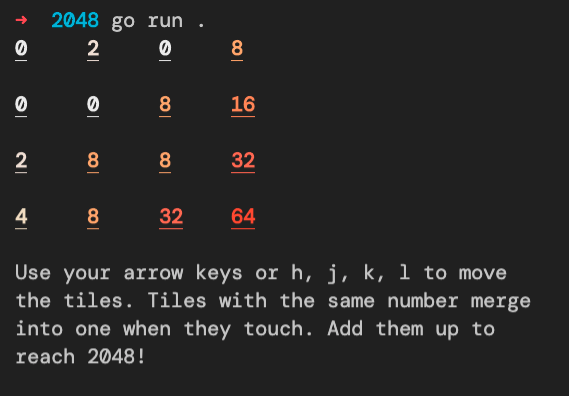 → 2048 go run .
0 2 0 8
0 0 8 16
2 8 8 32
4 8 32 64
Use your arrow keys or h, j, k, l to move
the tiles. Tiles with the same number merge
into one when they touch. Add them up to
reach 2048!